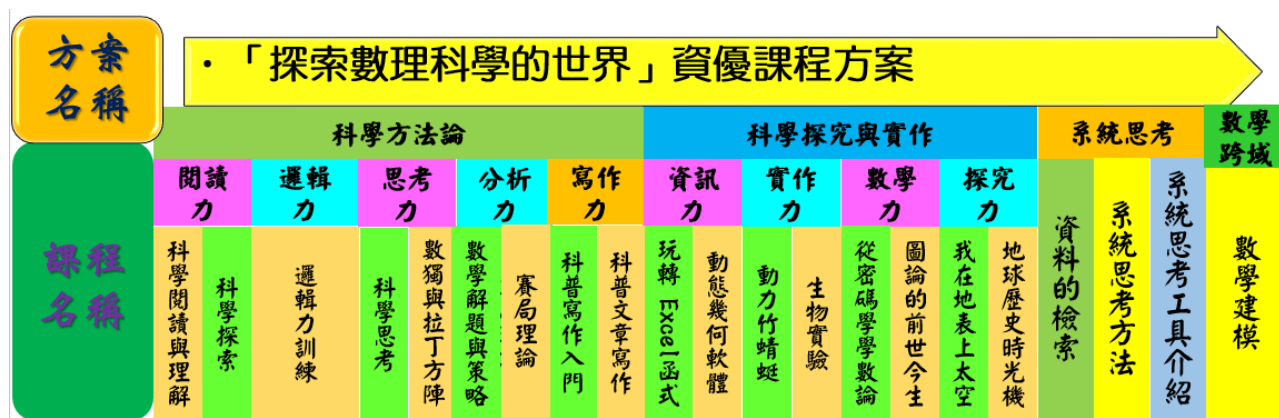 方案
名稱
・「探索數理科學的世界」資優課程方案
科學方法論
科學探究與實作
系統思考
數學
跨域
閱讀
力
邏輯
力
思考
力
分析
力
寫作
力
資訊
力
實作
力
數學
力
探究
力
課程
名稱
科學閱讀與理解
科學探索
邏輯力訓練
科學思考
數獨與拉丁方陣
數學解題與策略
賽局理論
科普寫作入門
科普文章寫作
玩轉 Excel函式
動態幾何軟體
動力竹蜻蜓
生物實驗
從密碼學學數論
圖論的前世今生
我在地表上太空
地球歷史時光機
資料的檢索
系統思考方法
系統思考工具介紹
數學建模